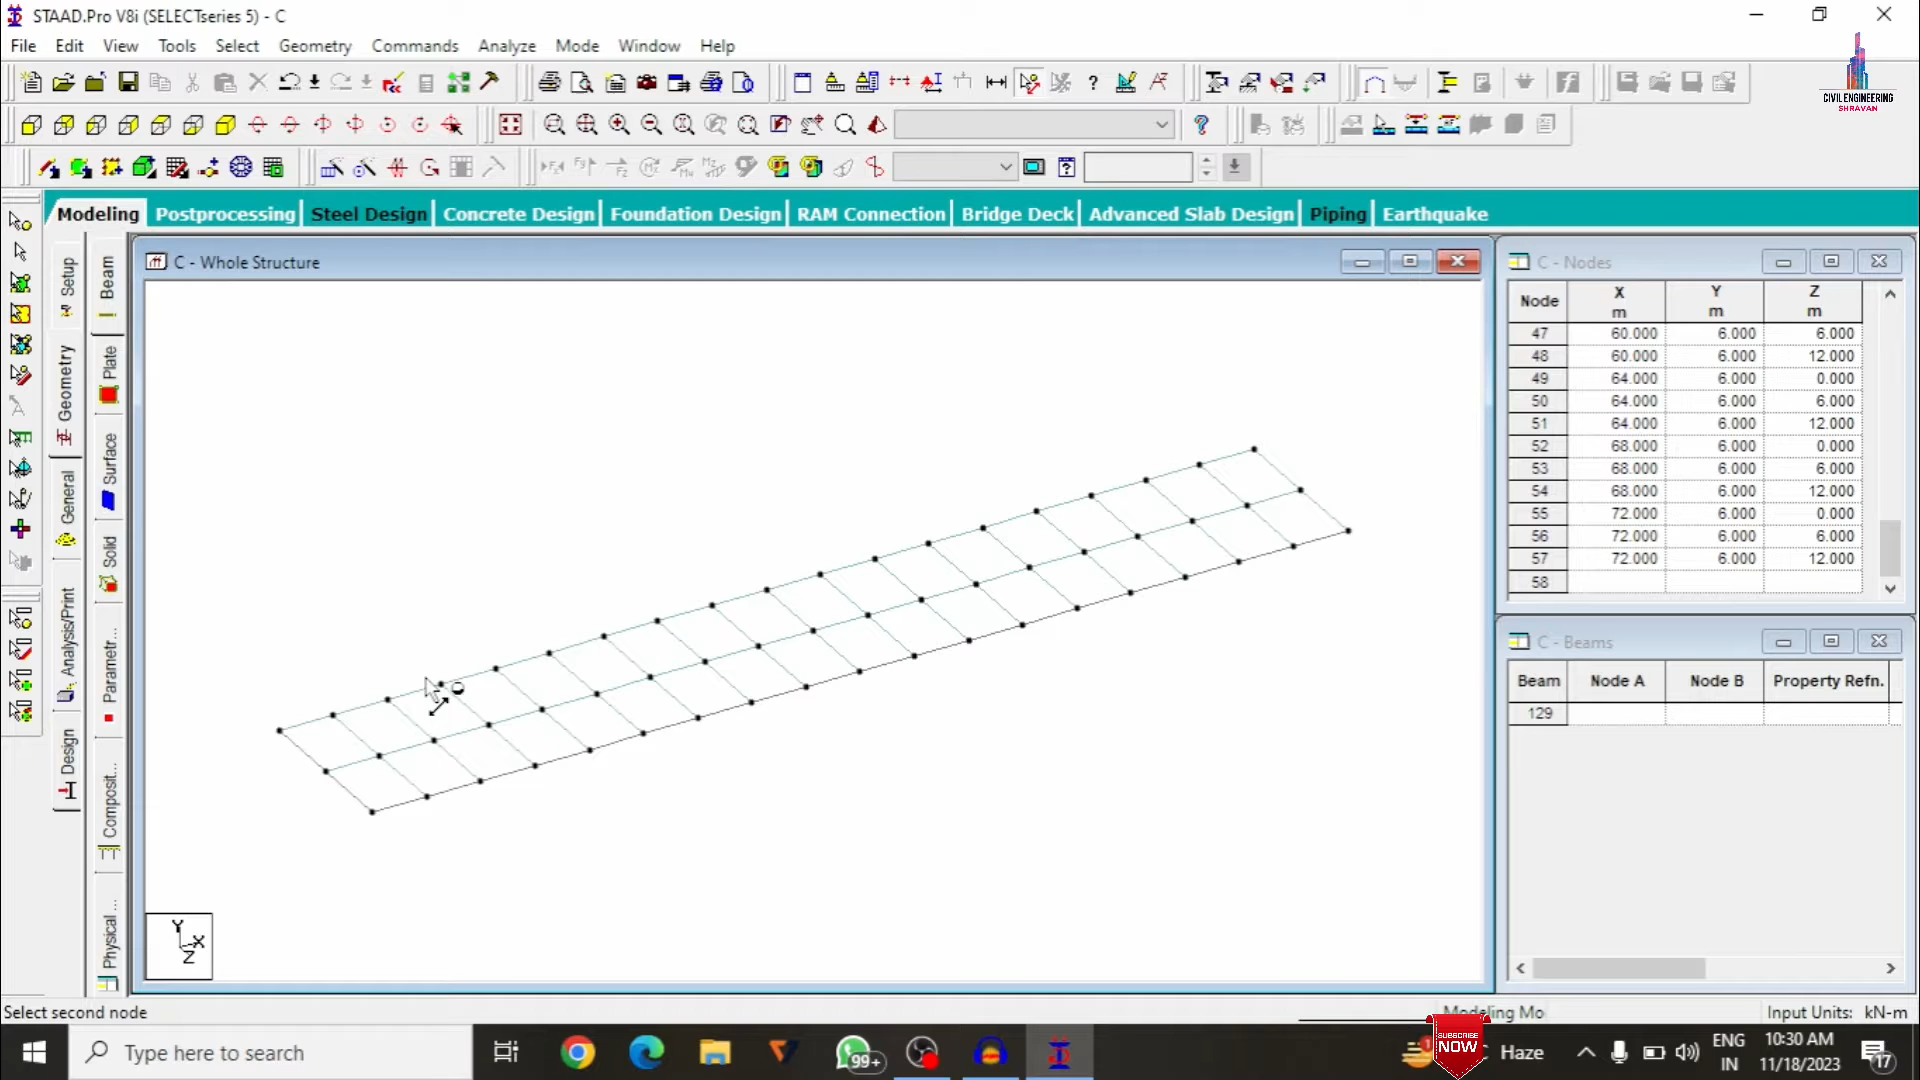 STAAD.Pro V8i (SELECTseries 5) - C
File Edit View Tools Select Geometry Commands Analyze Mode Window Help
CIVIL ENGINEERING
SHRAVAN
Modeling Postprocessing Steel Design Concrete Design Foundation Design RAM Connection Bridge Deck Advanced Slab Design Piping Earthquake
Setup
Geometry
General
Analysis/Print
Design
Beam
Plate
Surface
Solid
Parametr...
Composit...
Physical ...
C - Whole Structure
Y
X
Z
C - Nodes
Node X m Y m Z m
47 60.000 6.000 6.000
48 60.000 6.000 12.000
49 64.000 6.000 0.000
50 64.000 6.000 6.000
51 64.000 6.000 12.000
52 68.000 6.000 0.000
53 68.000 6.000 6.000
54 68.000 6.000 12.000
55 72.000 6.000 0.000
56 72.000 6.000 6.000
57 72.000 6.000 12.000
58
C - Beams
Beam Node A Node B Property Refn.
129
Select second node
Modeling Mo
Input Units: kN-m
Type here to search
99+
SUBSCRIBE
NOW
Haze
ENG
IN
10:30 AM
11/18/2023
17